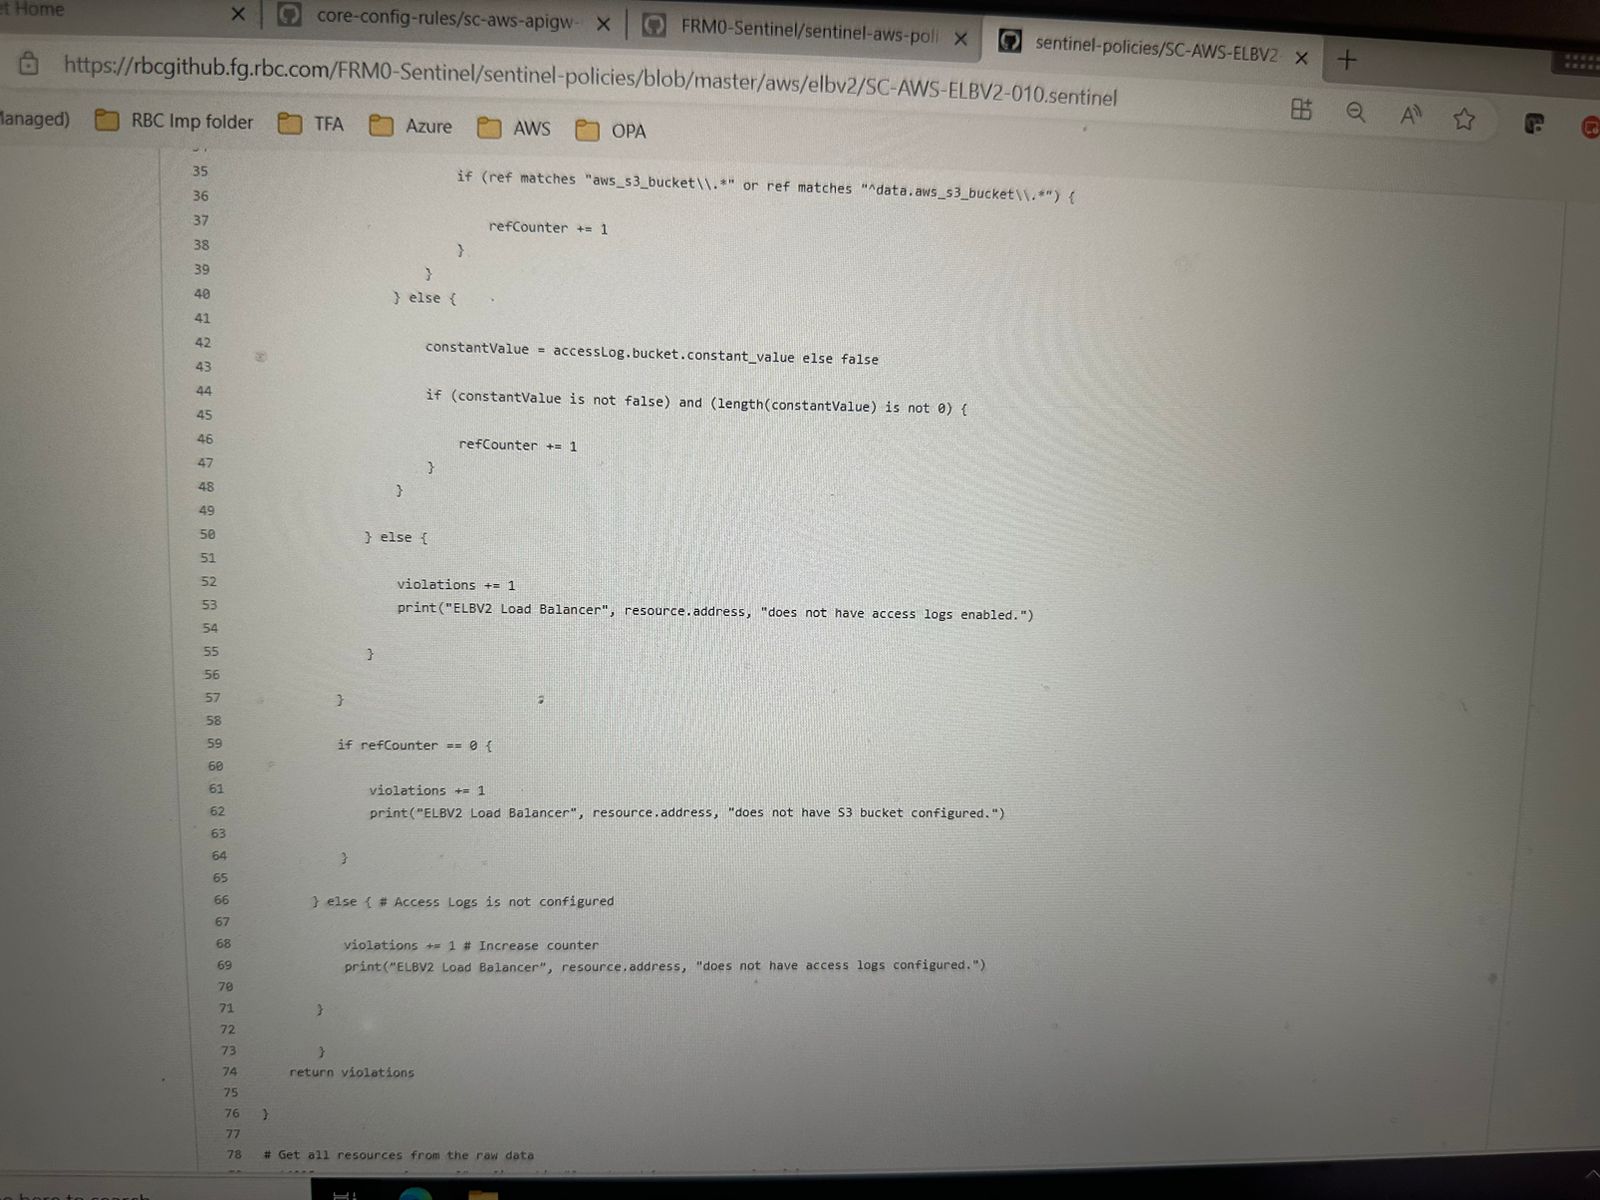 et Home
core-config-rules/sc-aws-apigw-
FRM0-Sentinel/sentinel-aws-poli
sentinel-policies/SC-AWS-ELBV2
https://rbcgithub.fg.rbc.com/FRM0-Sentinel/sentinel-policies/blob/master/aws/elbv2/SC-AWS-ELBV2-010.sentinel
lanaged) RBC Imp folder TFA Azure AWS OPA
35 if (ref matches "aws_s3_bucket\\.*" or ref matches "^data.aws_s3_bucket\\.*") {
36
37 refCounter += 1
38 }
39 }
40 } else {
41
42 constantValue = accessLog.bucket.constant_value else false
43
44 if (constantValue is not false) and (length(constantValue) is not 0) {
45
46 refCounter += 1
47 }
48 }
49
50 } else {
51
52 violations += 1
53 print("ELBV2 Load Balancer", resource.address, "does not have access logs enabled.")
54
55 }
56
57 }
58
59 if refCounter == 0 {
60
61 violations += 1
62 print("ELBV2 Load Balancer", resource.address, "does not have S3 bucket configured.")
63
64 }
65
66 } else { # Access Logs is not configured
67
68 violations += 1 # Increase counter
69 print("ELBV2 Load Balancer", resource.address, "does not have access logs configured.")
70
71 }
72
73 }
74 return violations
75
76 }
77
78 # Get all resources from the raw data